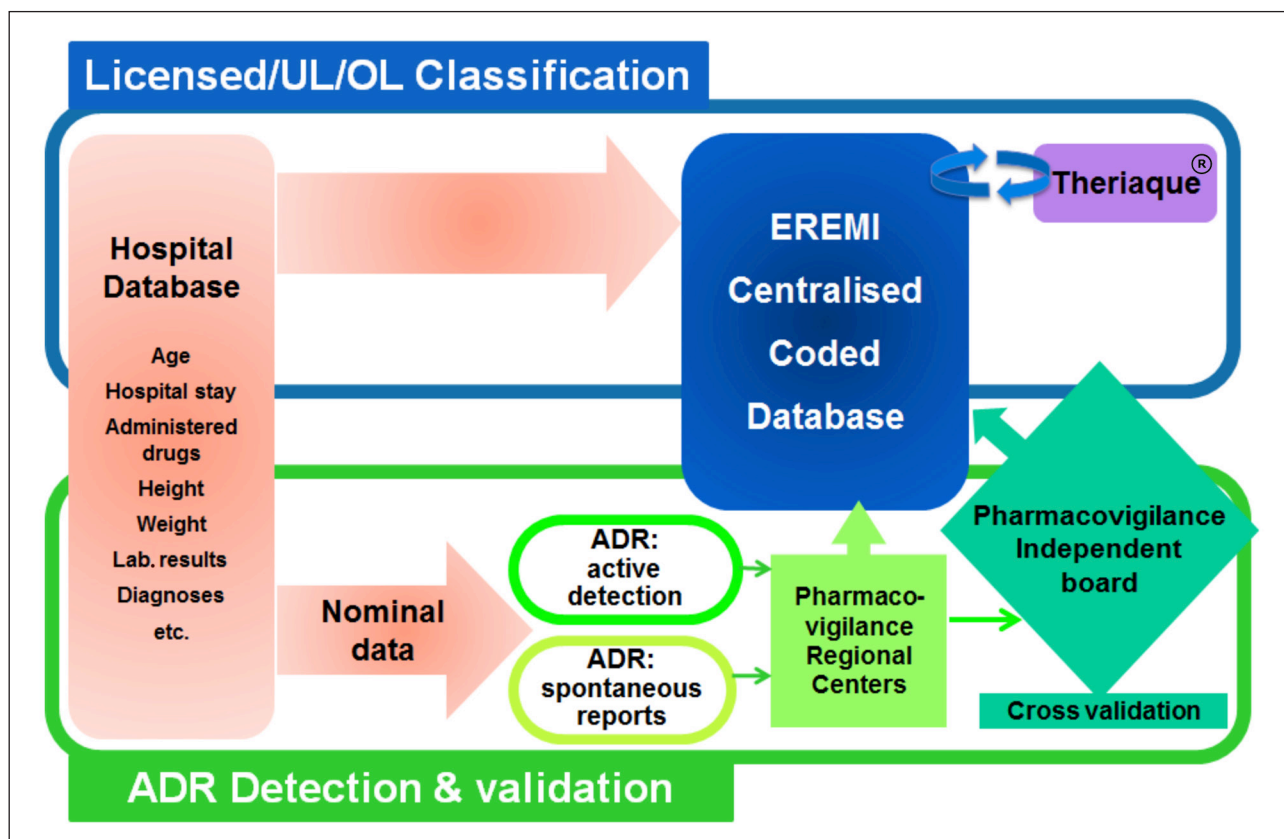 Licensed/UL/OL Classification
Hospital
Database
Age
Hospital stay
Administered
drugs
Height
Weight
Lab. results
Diagnoses
etc.
EREMI
Centralised
Coded
Database
Theriaque®
Nominal
data
ADR:
active
detection
ADR:
spontaneous
reports
Pharmaco-
vigilance
Regional
Centers
Pharmacovigilance
Independent
board
Cross validation
ADR Detection & validation